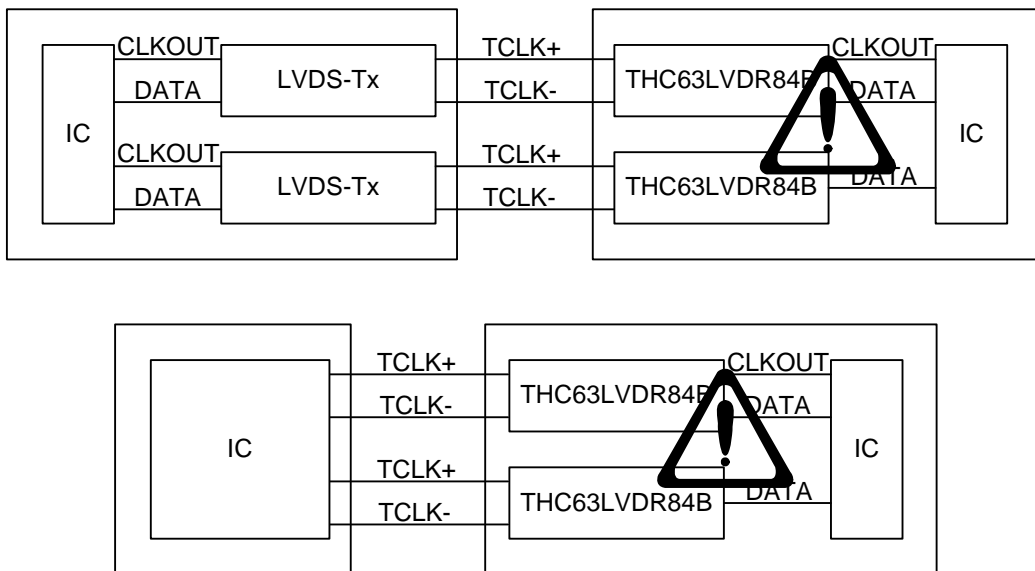 CLKOUT
DATA
CLKOUT
DATA
IC
LVDS-Tx
LVDS-Tx
TCLK+
TCLK-
TCLK+
TCLK-
THC63LVDR84B
THC63LVDR84B
CLKOUT
DATA
DATA
IC
IC
TCLK+
TCLK-
TCLK+
TCLK-
THC63LVDR84B
THC63LVDR84B
CLKOUT
DATA
DATA
IC